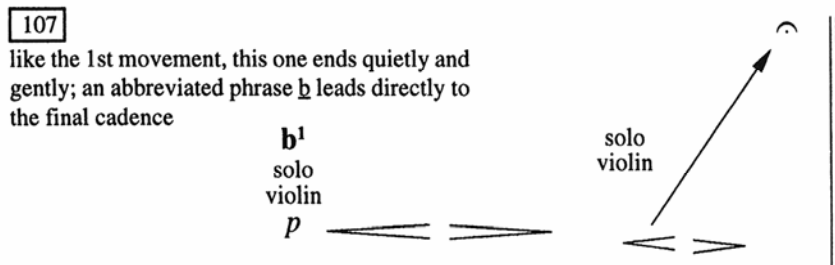 107
like the 1st movement, this one ends quietly and
gently; an abbreviated phrase b leads directly to
the final cadence
b¹
solo
violin
p
solo
violin